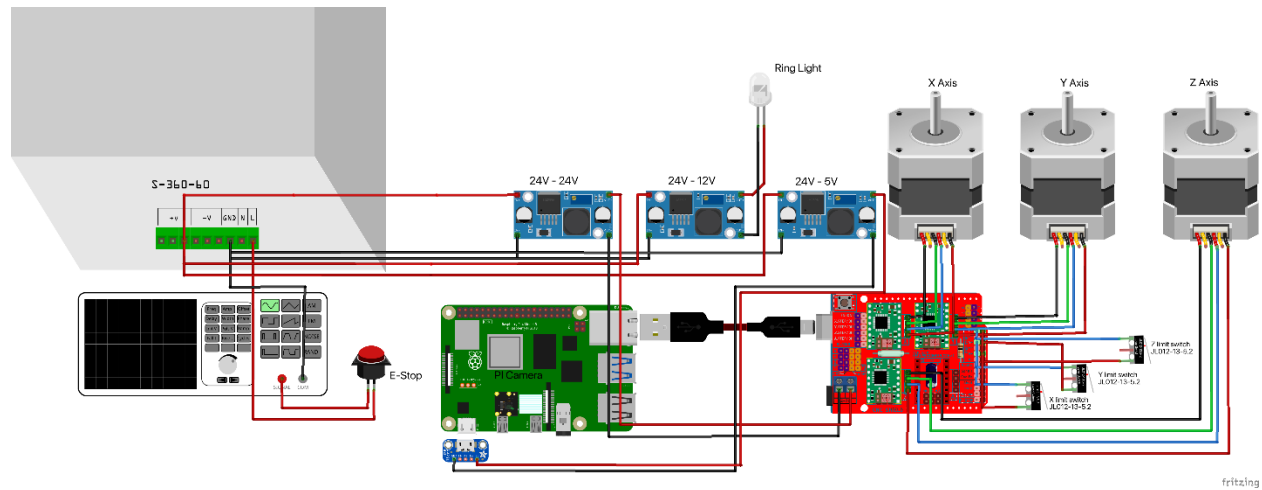 Ring Light
X Axis
Y Axis
Z Axis
S-360-60
24V - 24V
24V - 12V
24V - 5V
+v
-V
GND
N
L
E-Stop
COM
PI Camera
Z limit switch
JL012-13-5.2
Y limit switch
JL012-13-5.2
X limit switch
JL012-13-5.2
fritzing